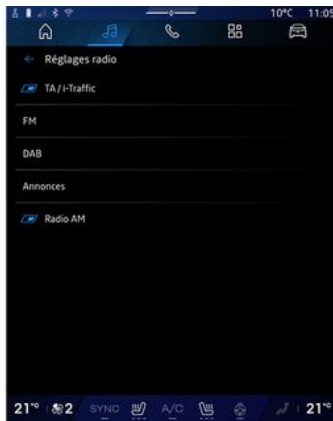 10°C 11:05
Réglages radio
TA / i-Traffic
FM
DAB
Annonces
Radio AM
21°C 2 SYNC A/C 21°C